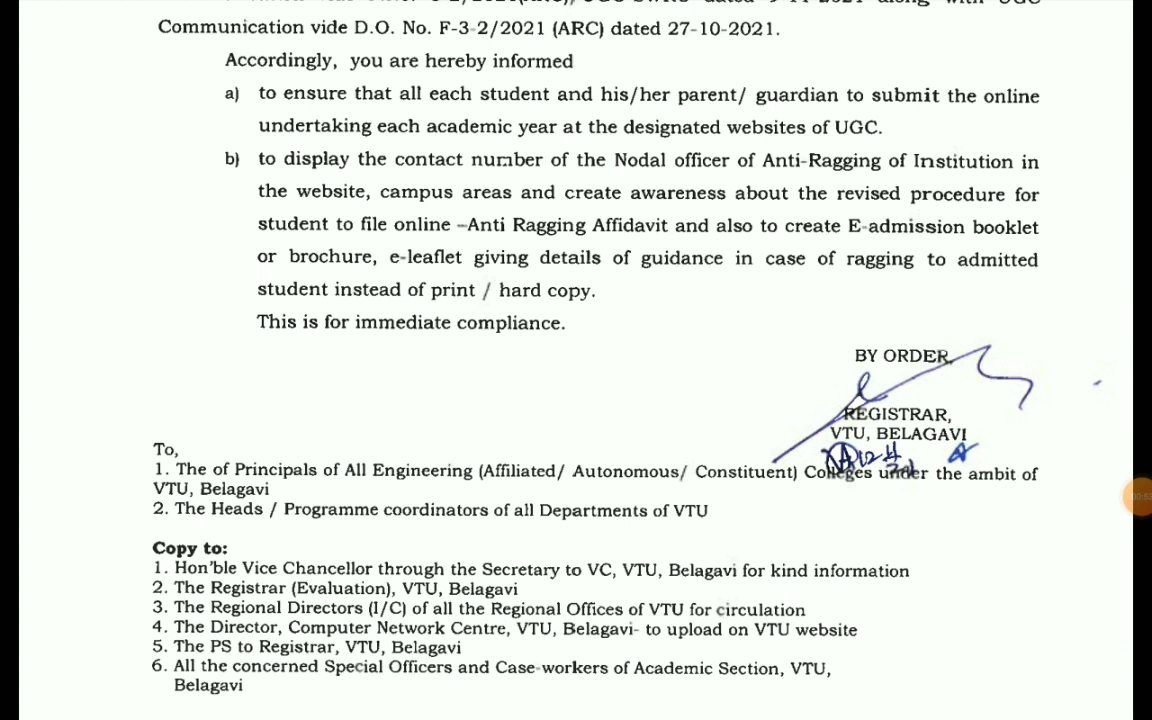 Communication vide D.O. No. F-3-2/2021 (ARC) dated 27-10-2021.
Accordingly, you are hereby informed
a) to ensure that all each student and his/her parent/ guardian to submit the online
undertaking each academic year at the designated websites of UGC.
b) to display the contact number of the Nodal officer of Anti-Ragging of Institution in
the website, campus areas and create awareness about the revised procedure for
student to file online –Anti Ragging Affidavit and also to create E-admission booklet
or brochure, e-leaflet giving details of guidance in case of ragging to admitted
student instead of print / hard copy.
This is for immediate compliance.
BY ORDER,
REGISTRAR,
VTU, BELAGAVI
To,
1. The of Principals of All Engineering (Affiliated/ Autonomous/ Constituent) Colleges under the ambit of
VTU, Belagavi
2. The Heads / Programme coordinators of all Departments of VTU
Copy to:
1. Hon'ble Vice Chancellor through the Secretary to VC, VTU, Belagavi for kind information
2. The Registrar (Evaluation), VTU, Belagavi
3. The Regional Directors (I/C) of all the Regional Offices of VTU for circulation
4. The Director, Computer Network Centre, VTU, Belagavi- to upload on VTU website
5. The PS to Registrar, VTU, Belagavi
6. All the concerned Special Officers and Case-workers of Academic Section, VTU,
Belagavi